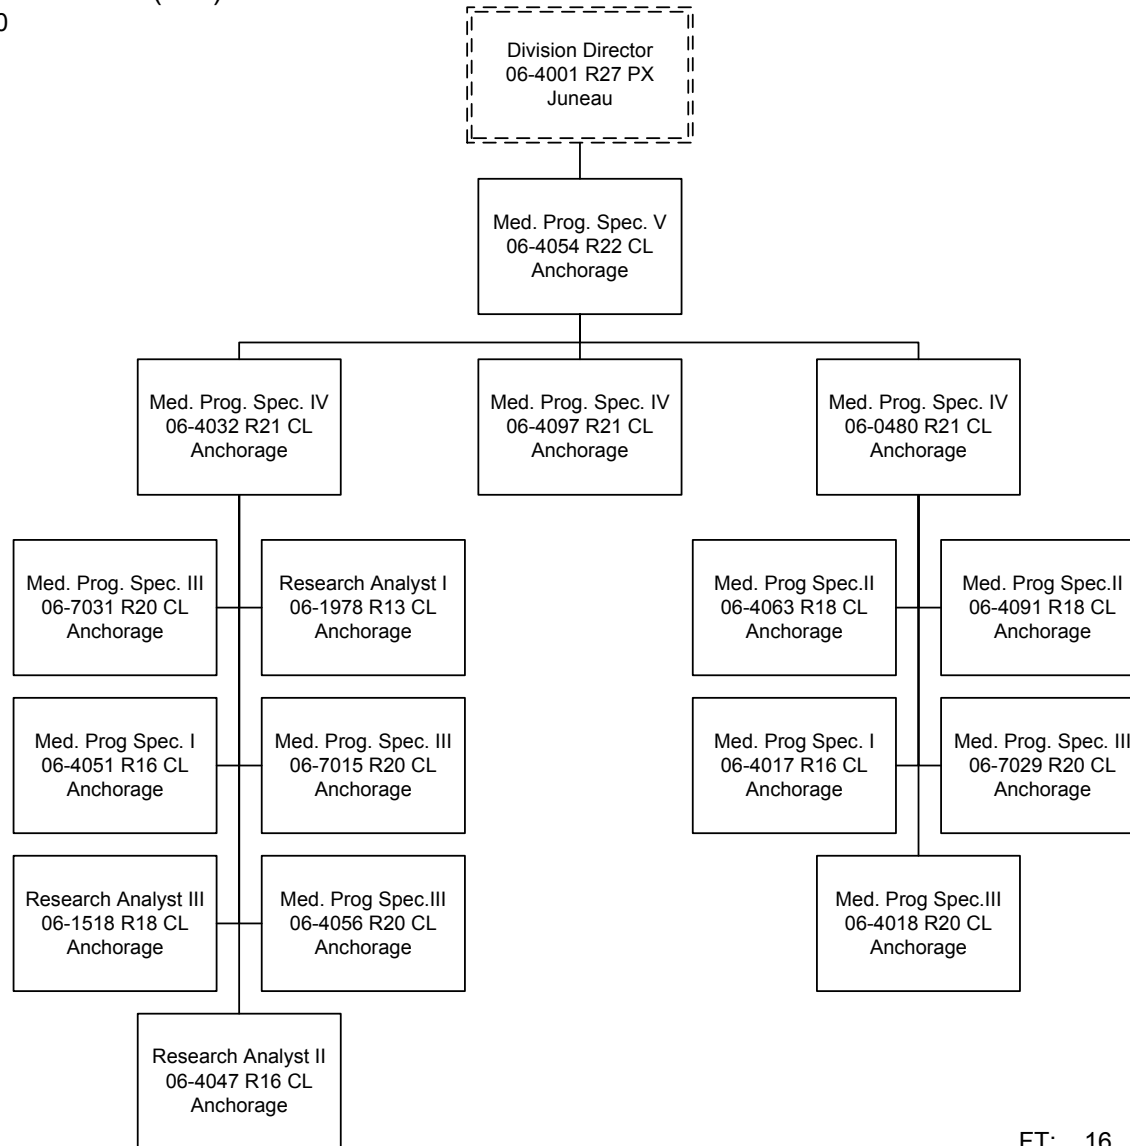 0
Division Director
06-4001 R27 PX
Juneau
Med. Prog. Spec. V
06-4054 R22 CL
Anchorage
Med. Prog. Spec. IV
06-4032 R21 CL
Anchorage
Med. Prog. Spec. IV
06-4097 R21 CL
Anchorage
Med. Prog. Spec. IV
06-0480 R21 CL
Anchorage
Med. Prog. Spec. III
06-7031 R20 CL
Anchorage
Research Analyst I
06-1978 R13 CL
Anchorage
Med. Prog Spec. I
06-4051 R16 CL
Anchorage
Med. Prog. Spec. III
06-7015 R20 CL
Anchorage
Research Analyst III
06-1518 R18 CL
Anchorage
Med. Prog Spec.III
06-4056 R20 CL
Anchorage
Research Analyst II
06-4047 R16 CL
Anchorage
Med. Prog Spec.II
06-4063 R18 CL
Anchorage
Med. Prog Spec.II
06-4091 R18 CL
Anchorage
Med. Prog Spec. I
06-4017 R16 CL
Anchorage
Med. Prog. Spec. III
06-7029 R20 CL
Anchorage
Med. Prog Spec.III
06-4018 R20 CL
Anchorage
FT: 16